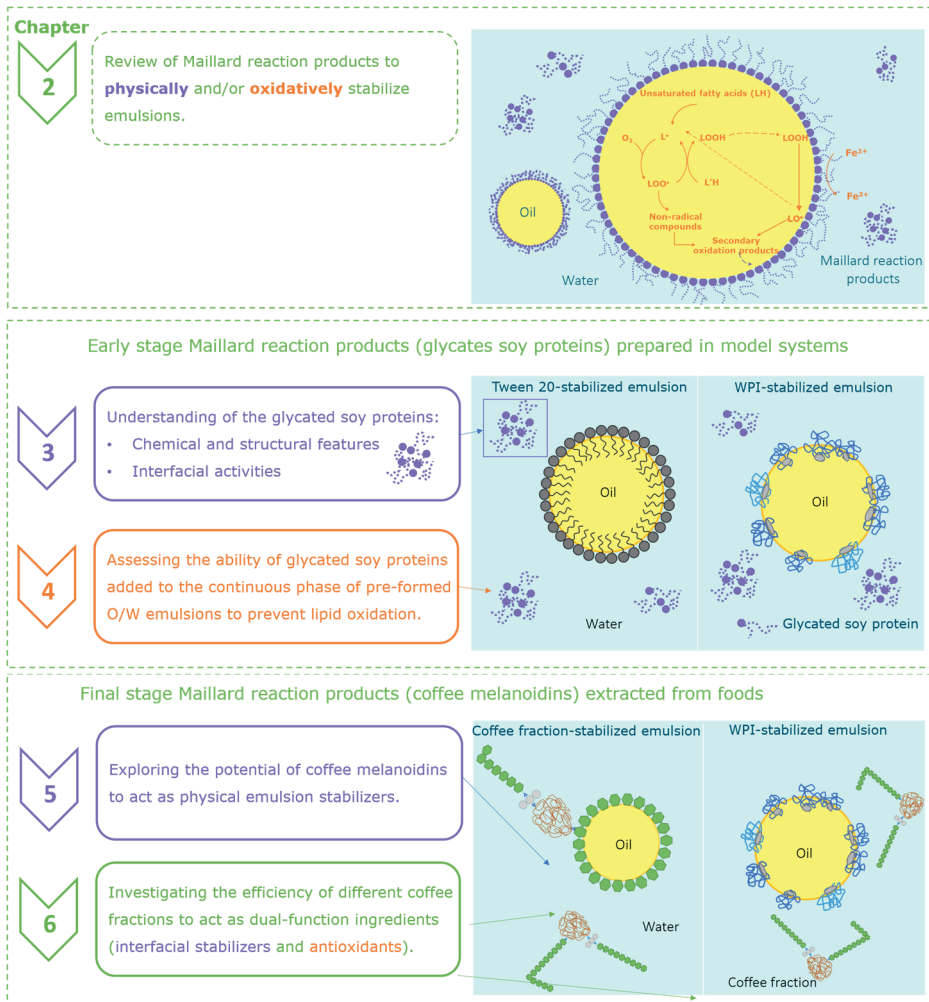 Chapter
2
Review of Maillard reaction products to
physically and/or oxidatively stabilize
emulsions.
Unsaturated fatty acids (LH)
O₂
L•
LOOH
LOOH
Fe²⁺
LOO•
L'H
Fe³⁺
Oil
Non-radical
compounds
LO•
Secondary
oxidation products
Water
Maillard reaction
products
Early stage Maillard reaction products (glycates soy proteins) prepared in model systems
3
Understanding of the glycated soy proteins:
• Chemical and structural features
• Interfacial activities
Tween 20-stabilized emulsion
WPI-stabilized emulsion
Oil
Oil
4
Assessing the ability of glycated soy proteins
added to the continuous phase of pre-formed
O/W emulsions to prevent lipid oxidation.
Water
Glycated soy protein
Final stage Maillard reaction products (coffee melanoidins) extracted from foods
5
Exploring the potential of coffee melanoidins
to act as physical emulsion stabilizers.
Coffee fraction-stabilized emulsion
WPI-stabilized emulsion
Oil
Oil
6
Investigating the efficiency of different coffee
fractions to act as dual-function ingredients
(interfacial stabilizers and antioxidants).
Water
Coffee fraction